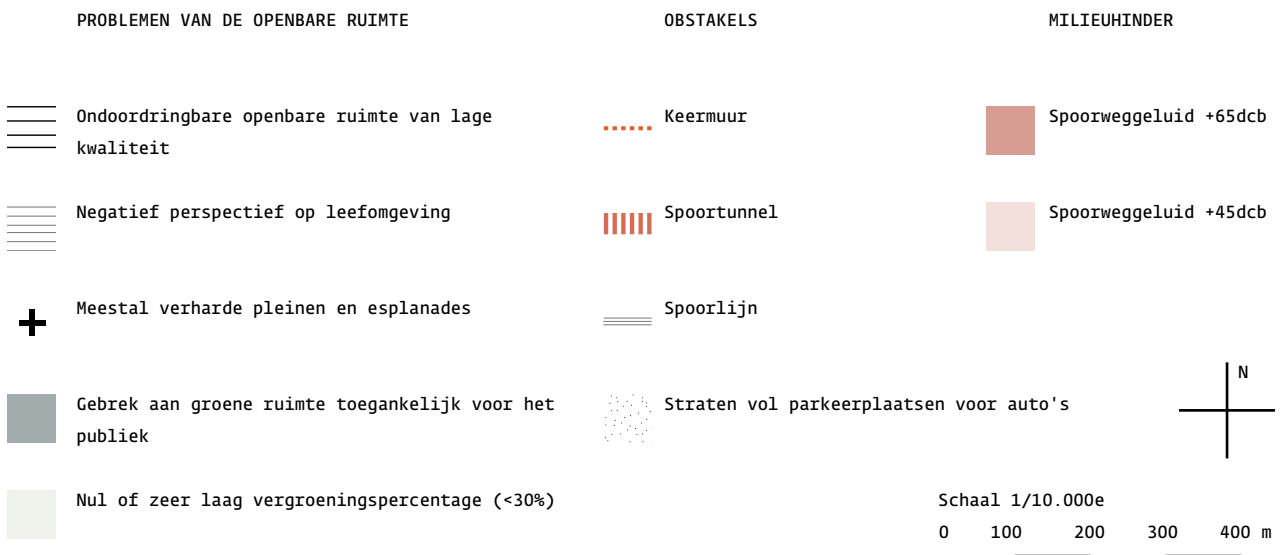 PROBLEMEN VAN DE OPENBARE RUIMTE
Ondoordringbare openbare ruimte van lage
kwaliteit
Negatief perspectief op leefomgeving
Meestal verharde pleinen en esplanades
Gebrek aan groene ruimte toegankelijk voor het
publiek
Nul of zeer laag vergroeningspercentage (<30%)
OBSTAKELS
Keermuur
Spoortunnel
Spoorlijn
Straten vol parkeerplaatsen voor auto's
MILIEUHINDER
Spoorweggeluid +65dcb
Spoorweggeluid +45dcb
N
Schaal 1/10.000e
0 100 200 300 400 m